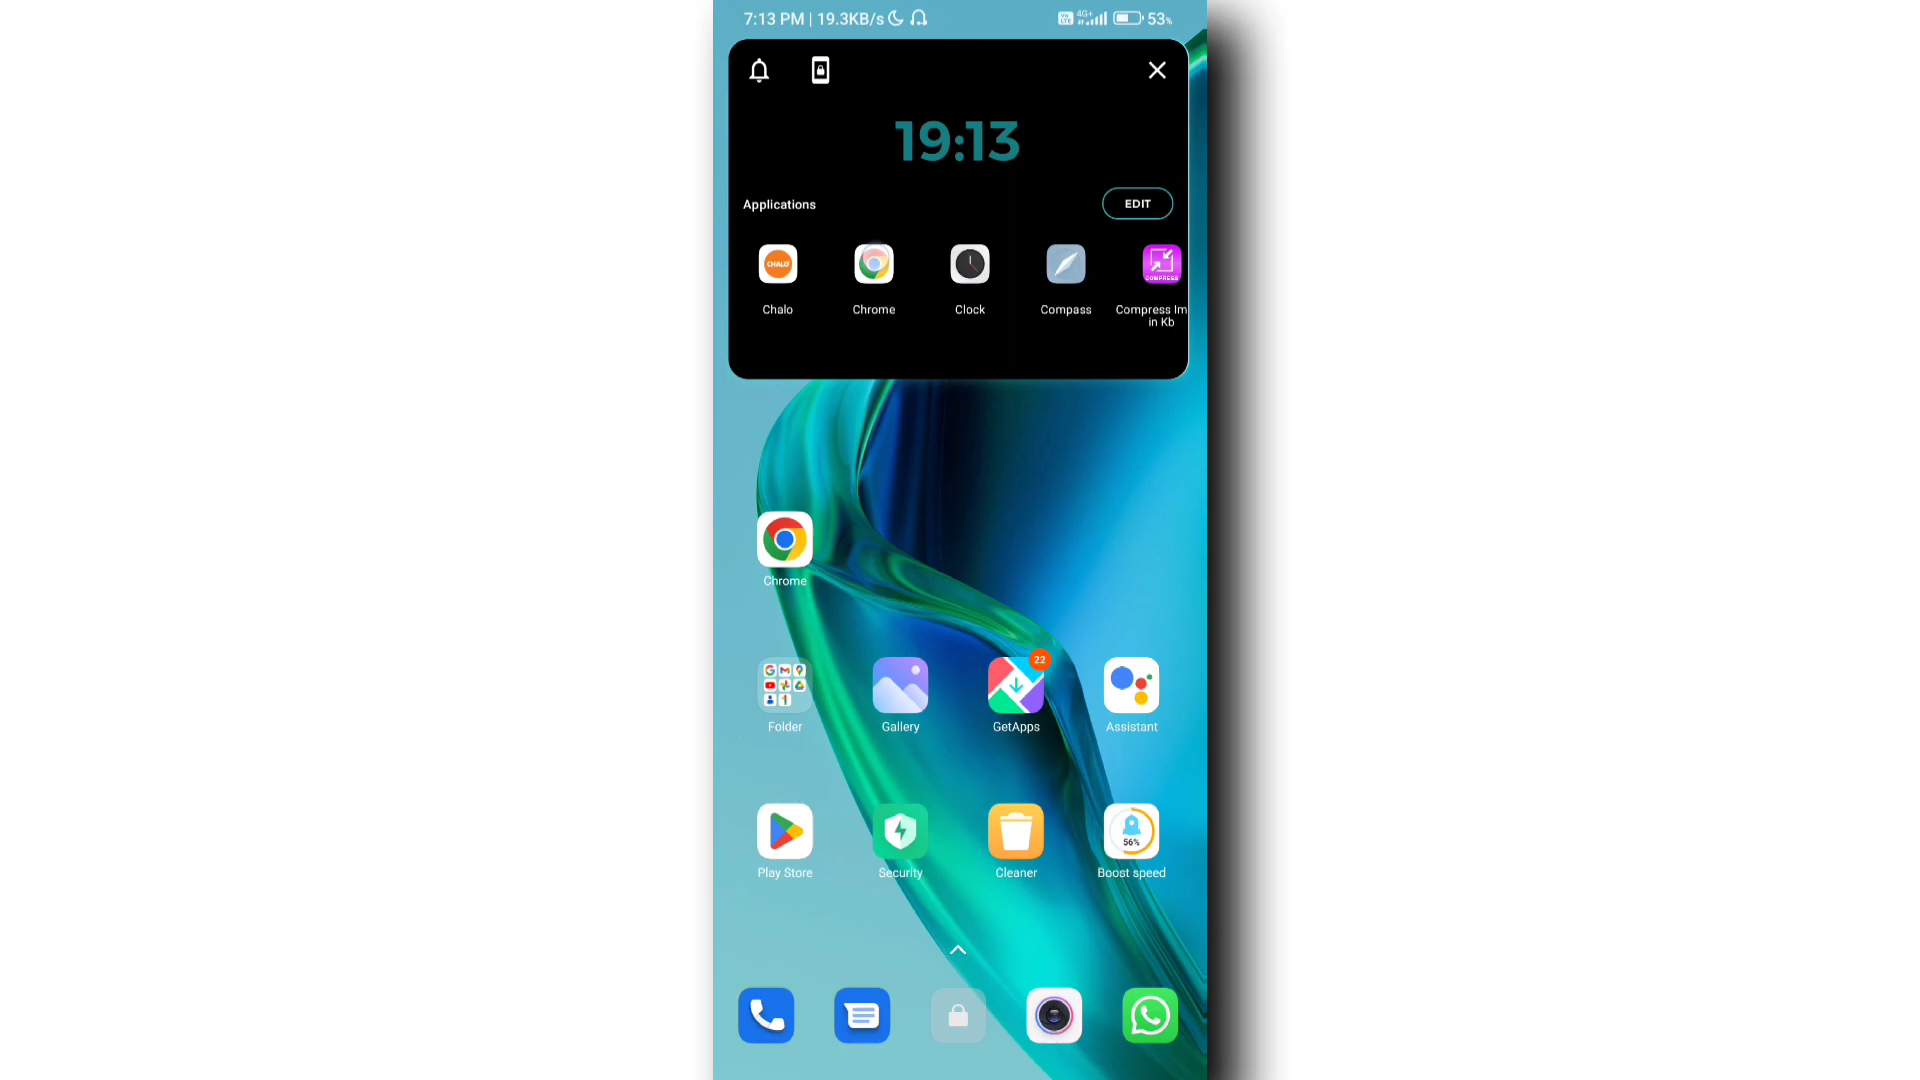 7:13 PM | 19.3KB/s 4G+ 53%
19:13
Applications EDIT
CHALO COMPRESS
Chalo Chrome Clock Compass Compress Im
in Kb
Chrome
22
Folder Gallery GetApps Assistant
56%
Play Store Security Cleaner Boost speed